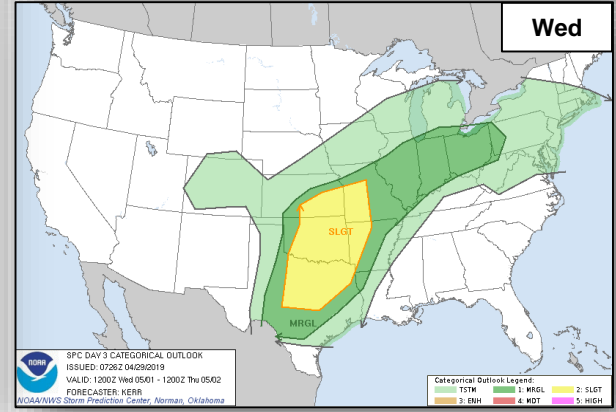 Wed
SLGT
MRGL
NOAA
SPC DAY 3 CATEGORICAL OUTLOOK
ISSUED: 0726Z 04/29/2019
VALID: 1200Z Wed 05/01 - 1200Z Thu 05/02
FORECASTER: KERR
NOAA/NWS Storm Prediction Center, Norman, Oklahoma
Categorical Outlook Legend:
TSTM 1: MRGL 2: SLGT
3: ENH 4: MDT 5: HIGH